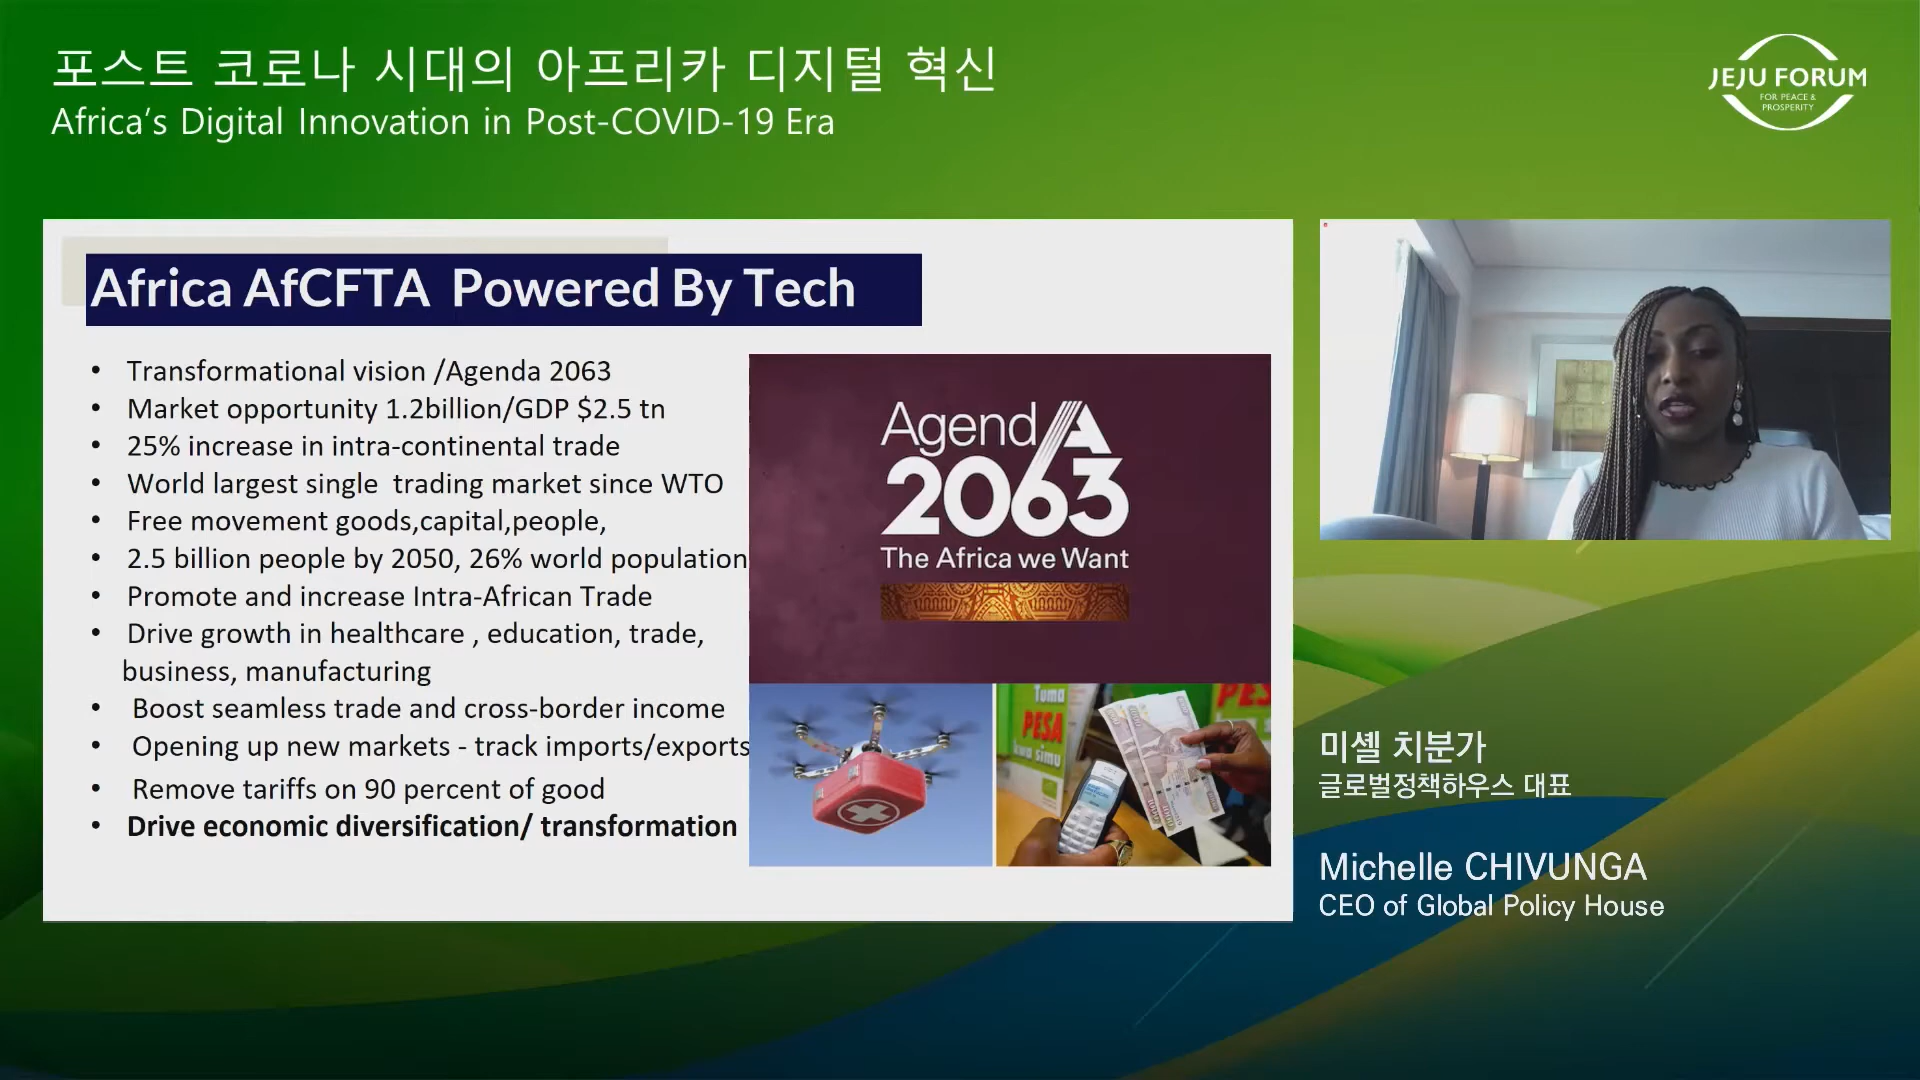 포스트 코로나 시대의 아프리카 디지털 혁신
Africa's Digital Innovation in Post-COVID-19 Era
JEJU FORUM
FOR PEACE &
PROSPERITY
Africa AfCFTA Powered By Tech
• Transformational vision /Agenda 2063
• Market opportunity 1.2billion/GDP $2.5 tn
• 25% increase in intra-continental trade
• World largest single trading market since WTO
• Free movement goods,capital,people,
• 2.5 billion people by 2050, 26% world population
• Promote and increase Intra-African Trade
• Drive growth in healthcare , education, trade,
business, manufacturing
• Boost seamless trade and cross-border income
• Opening up new markets - track imports/exports
• Remove tariffs on 90 percent of good
• Drive economic diversification/ transformation
AgendA
2063
The Africa we Want
Tuma
PESA
kwa simu
PES
미셸 치분가
글로벌정책하우스 대표
Michelle CHIVUNGA
CEO of Global Policy House